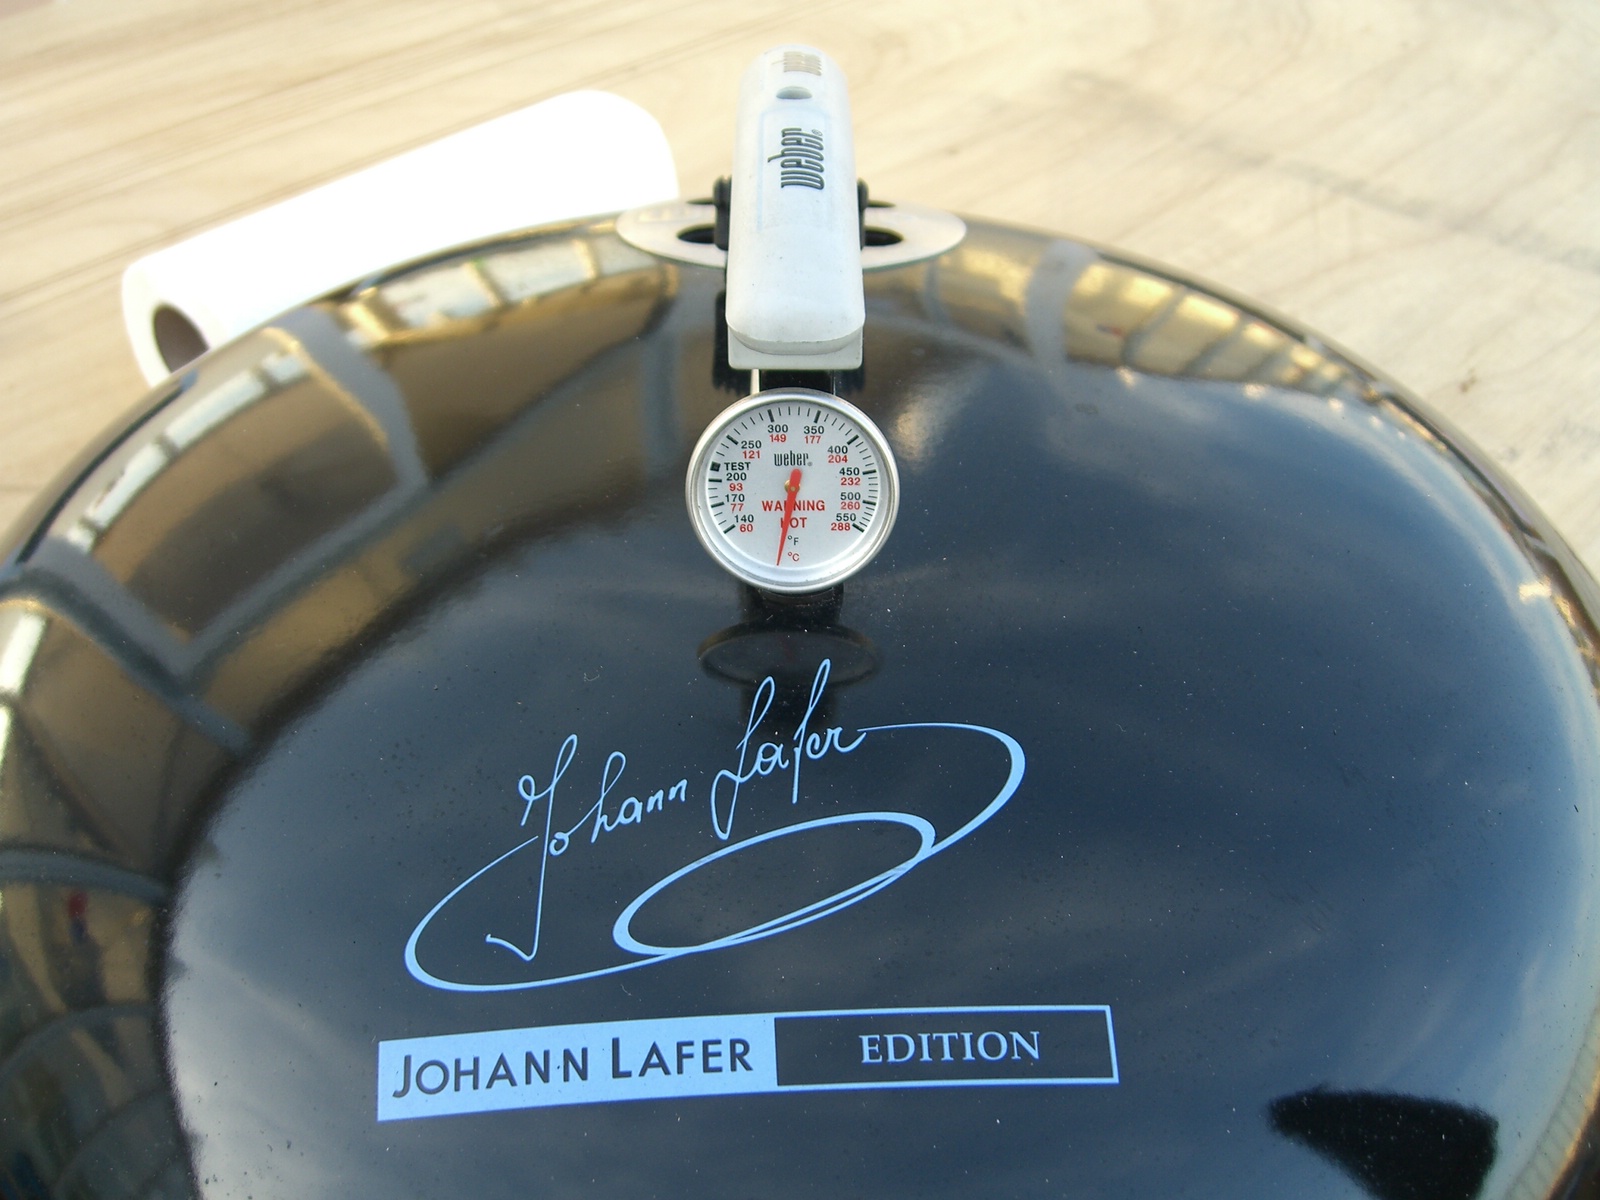 weber
weber
300 350
149 177
250 400
121 204
weber
TEST
200 450
93 232
170 500
77 260
WARNING
HOT
140 550
60 288
°F
°C
Johann Lafer
JOHANN LAFER EDITION